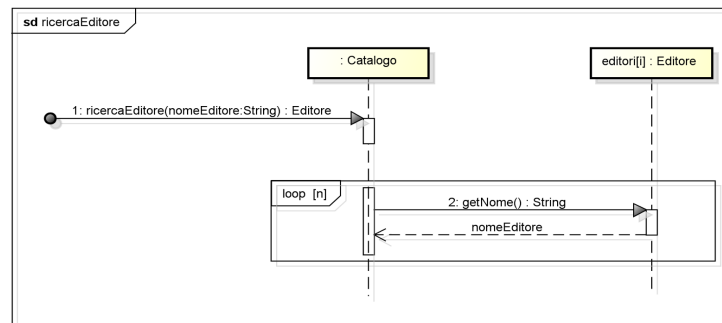 sd ricercaEditore
: Catalogo
editori[i] : Editore
1: ricercaEditore(nomeEditore:String) : Editore
loop [n]
2: getNome() : String
nomeEditore